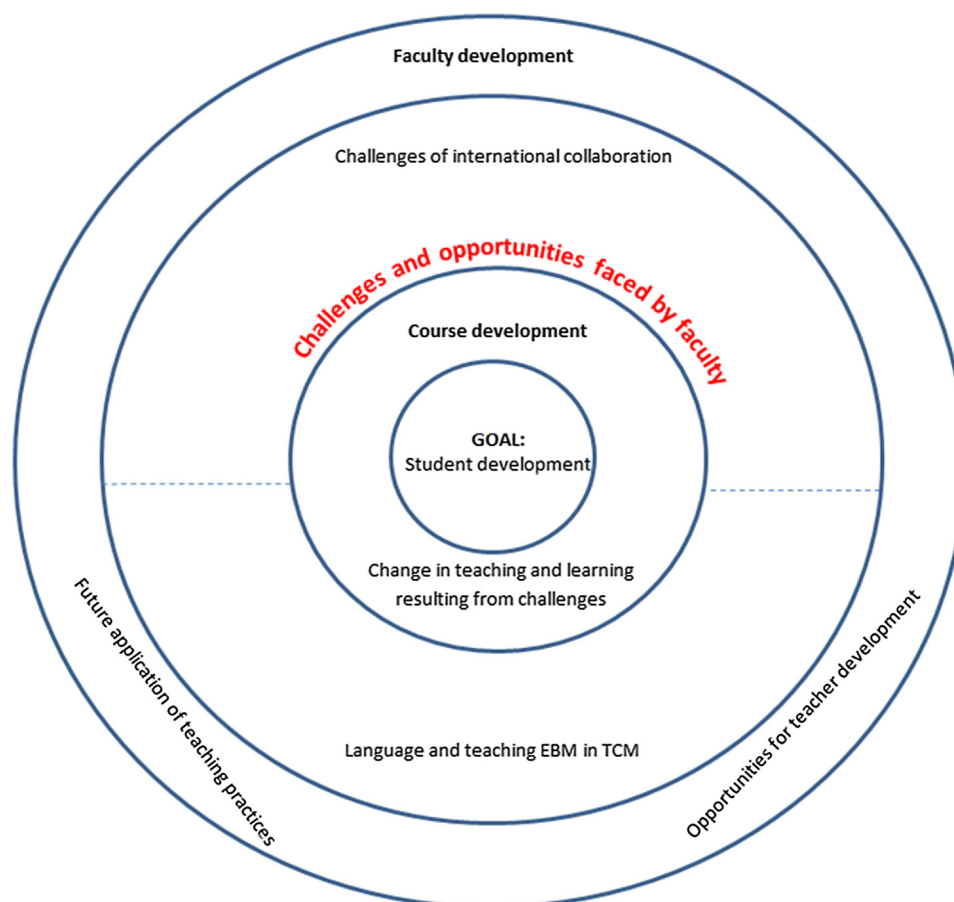 Faculty development
Challenges of international collaboration
Challenges and opportunities faced by faculty
Course development
GOAL:
Student development
Change in teaching and learning
resulting from challenges
Future application of teaching practices
Opportunities for teacher development
Language and teaching EBM in TCM